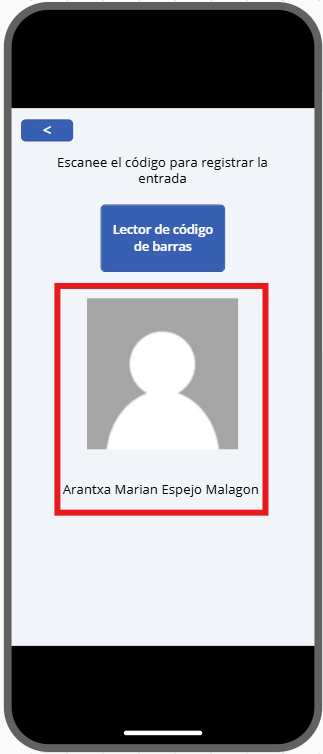 <
Escanee el código para registrar la
entrada
Lector de código
de barras
Arantxa Marian Espejo Malagon